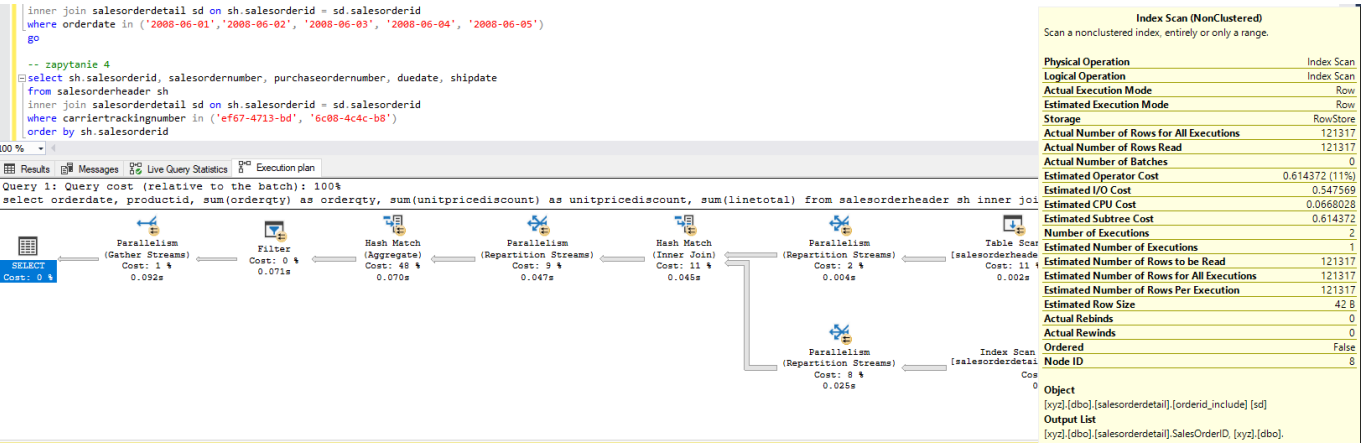 inner join salesorderdetail sd on sh.salesorderid = sd.salesorderid
where orderdate in ('2008-06-01','2008-06-02', '2008-06-03', '2008-06-04', '2008-06-05')
go
-- zapytanie 4
select sh.salesorderid, salesordernumber, purchaseordernumber, duedate, shipdate
from salesorderheader sh
inner join salesorderdetail sd on sh.salesorderid = sd.salesorderid
where carriertrackingnumber in ('ef67-4713-bd', '6c08-4c4c-b8')
order by sh.salesorderid
100 %
Results Messages Live Query Statistics Execution plan
Query 1: Query cost (relative to the batch): 100%
select orderdate, productid, sum(orderqty) as orderqty, sum(unitpricediscount) as unitpricediscount, sum(linetotal) from salesorderheader sh inner joi
SELECT
Cost: 0 %
Parallelism
(Gather Streams)
Cost: 1 %
0.092s
Filter
Cost: 0 %
0.071s
Hash Match
(Aggregate)
Cost: 48 %
0.070s
Parallelism
(Repartition Streams)
Cost: 9 %
0.047s
Hash Match
(Inner Join)
Cost: 11 %
0.045s
Parallelism
(Repartition Streams)
Cost: 2 %
0.004s
Table Scan
[salesorderheade
Cost: 11 %
0.002s
Parallelism
(Repartition Streams)
Cost: 8 %
0.025s
Index Scan
[salesorderdetai
Cos
0
Index Scan (NonClustered)
Scan a nonclustered index, entirely or only a range.
Physical Operation Index Scan
Logical Operation Index Scan
Actual Execution Mode Row
Estimated Execution Mode Row
Storage RowStore
Actual Number of Rows for All Executions 121317
Actual Number of Rows Read 121317
Actual Number of Batches 0
Estimated Operator Cost 0.614372 (11%)
Estimated I/O Cost 0.547569
Estimated CPU Cost 0.0668028
Estimated Subtree Cost 0.614372
Number of Executions 2
Estimated Number of Executions 1
Estimated Number of Rows to be Read 121317
Estimated Number of Rows for All Executions 121317
Estimated Number of Rows Per Execution 121317
Estimated Row Size 42 B
Actual Rebinds 0
Actual Rewinds 0
Ordered False
Node ID 8
Object
[xyz].[dbo].[salesorderdetail].[orderid_include] [sd]
Output List
[xyz].[dbo].[salesorderdetail].SalesOrderID, [xyz].[dbo].